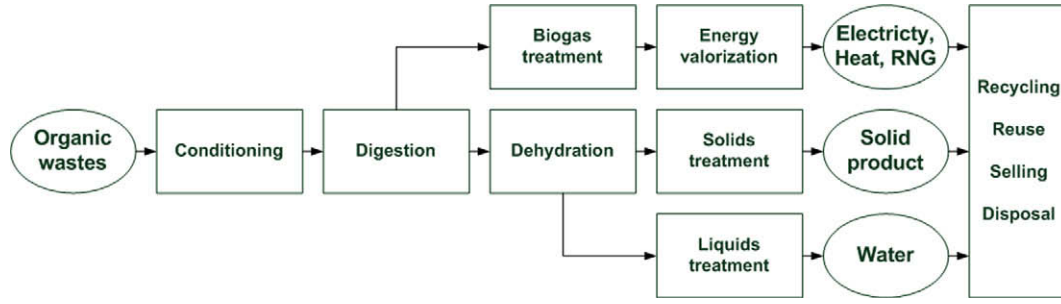 Biogas
treatment
Energy
valorization
Electricty,
Heat, RNG
Organic
wastes
Conditioning
Digestion
Dehydration
Solids
treatment
Solid
product
Liquids
treatment
Water
Recycling
Reuse
Selling
Disposal